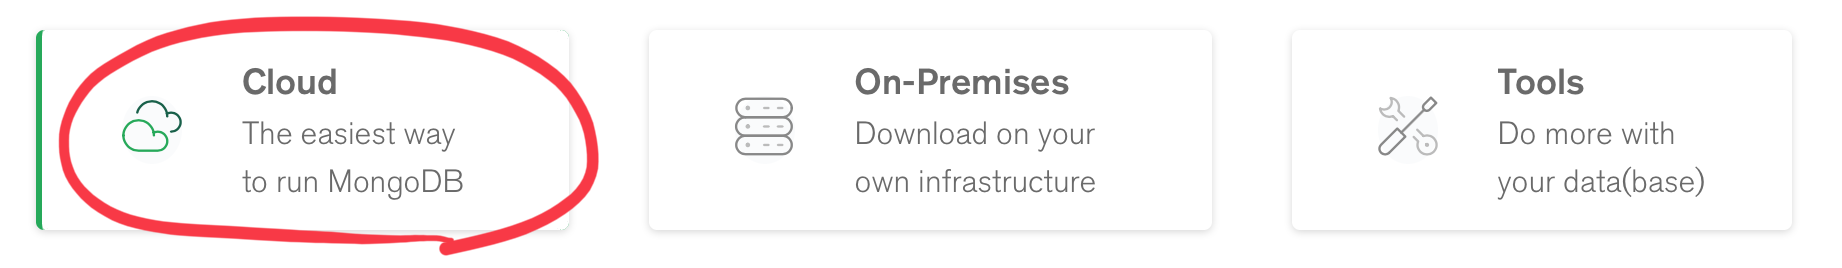 Cloud
The easiest way
to run MongoDB
On-Premises
Download on your
own infrastructure
Tools
Do more with
your data(base)